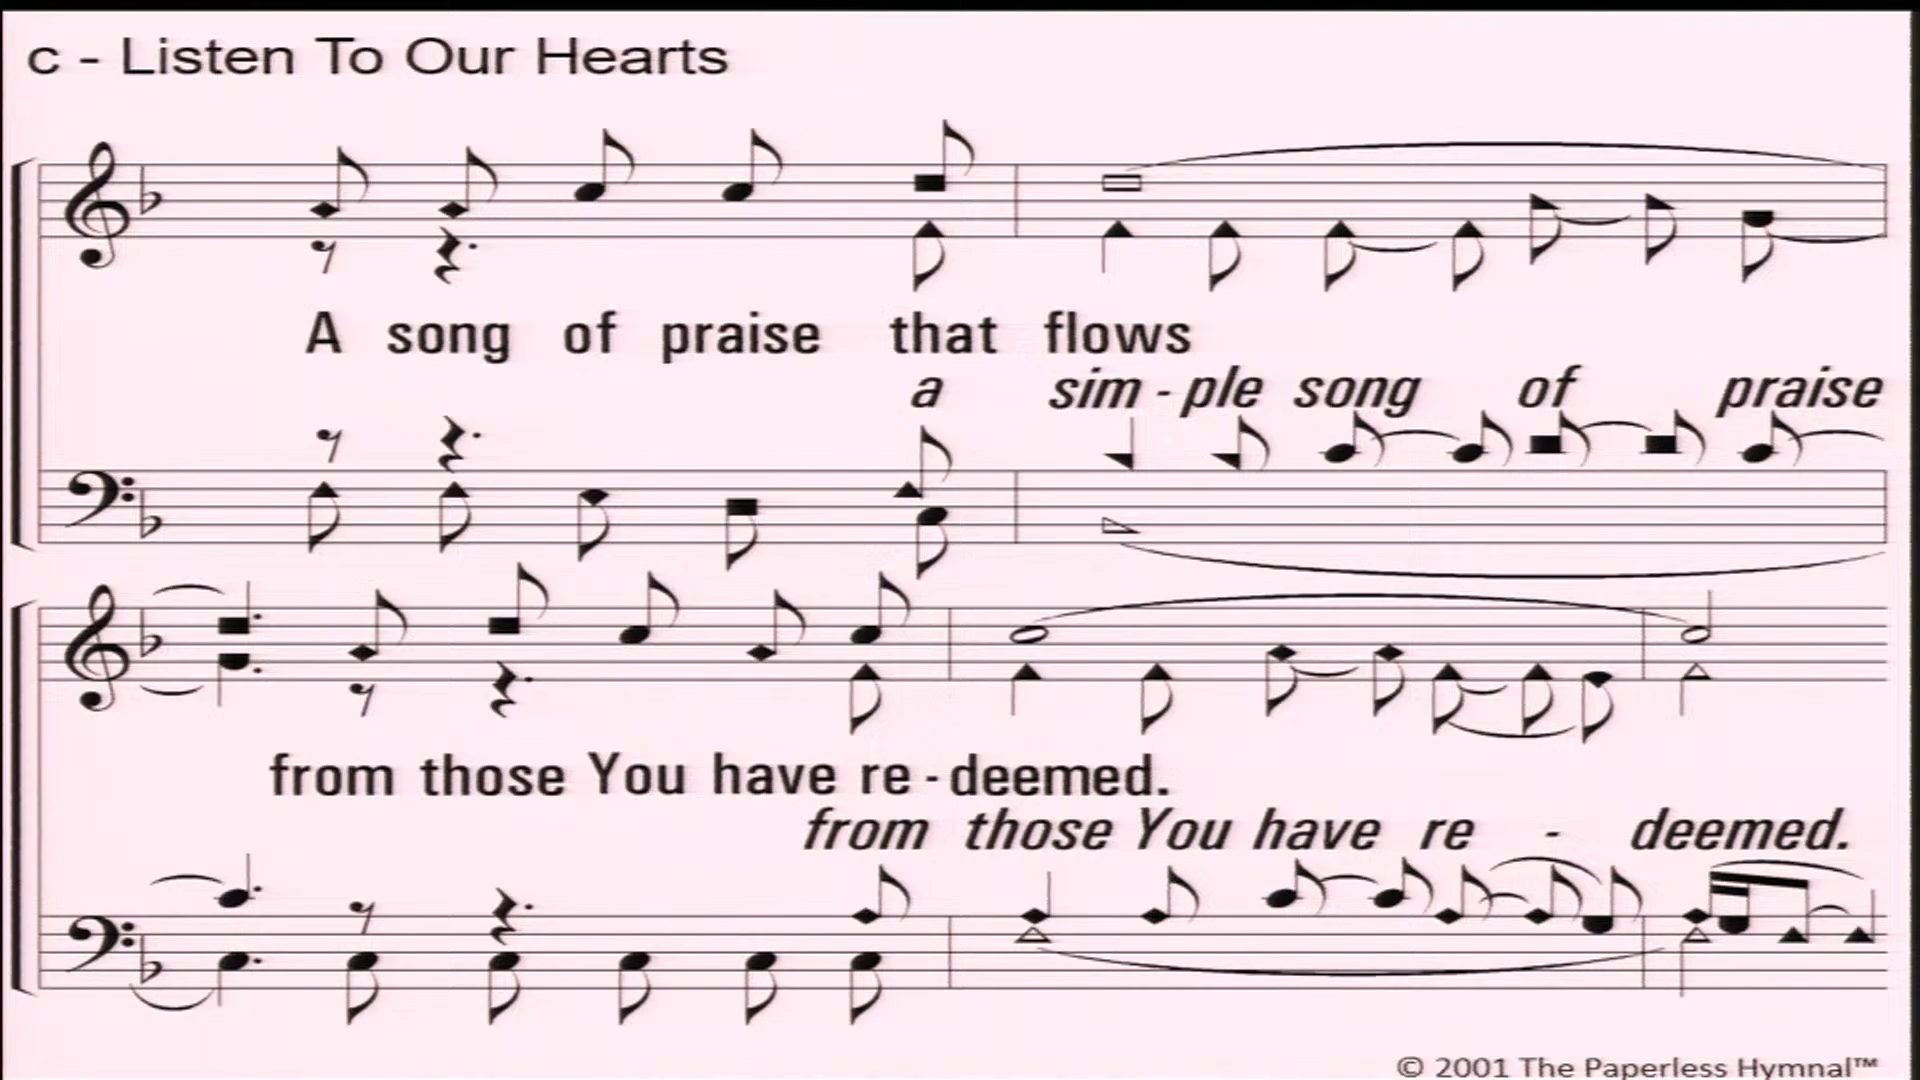 c - Listen To Our Hearts
A song of praise that flows
a sim - ple song of praise
from those You have re - deemed.
from those You have re - deemed.
© 2001 The Paperless Hymnal™